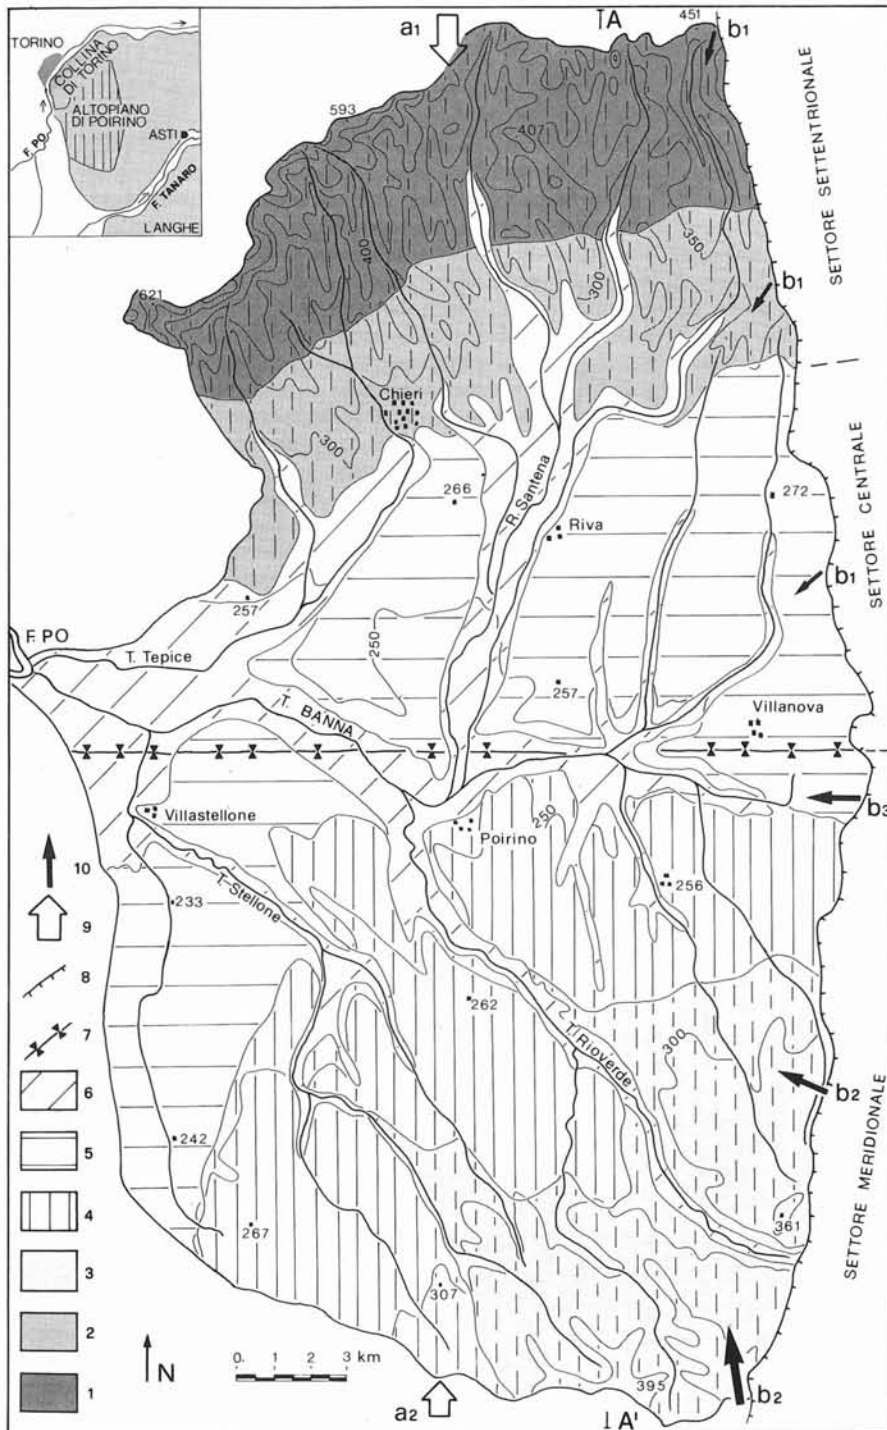 TORINO
COLLINA
DI TORINO
ALTOPIANO
DI POIRINO
ASTI
F. PO
F. TANARO
LANGHE
a1
A
451
b1
593
407
400
350
300
621
b1
SETTORE SETTENTRIONALE
Chieri
300
266
R. Santena
Riva
272
SETTORE CENTRALE
b1
257
250
F. PO
T. Tepice
T. BANNA
257
Villanova
b3
Villastellone
Poirino
250
256
10
T. Stellone
233
9
262
8
T. Rioverde
300
7
b2
6
242
5
SETTORE MERIDIONALE
361
4
267
3
307
2
N
0. 1 2 3 km
395
b2
1
a2
A'